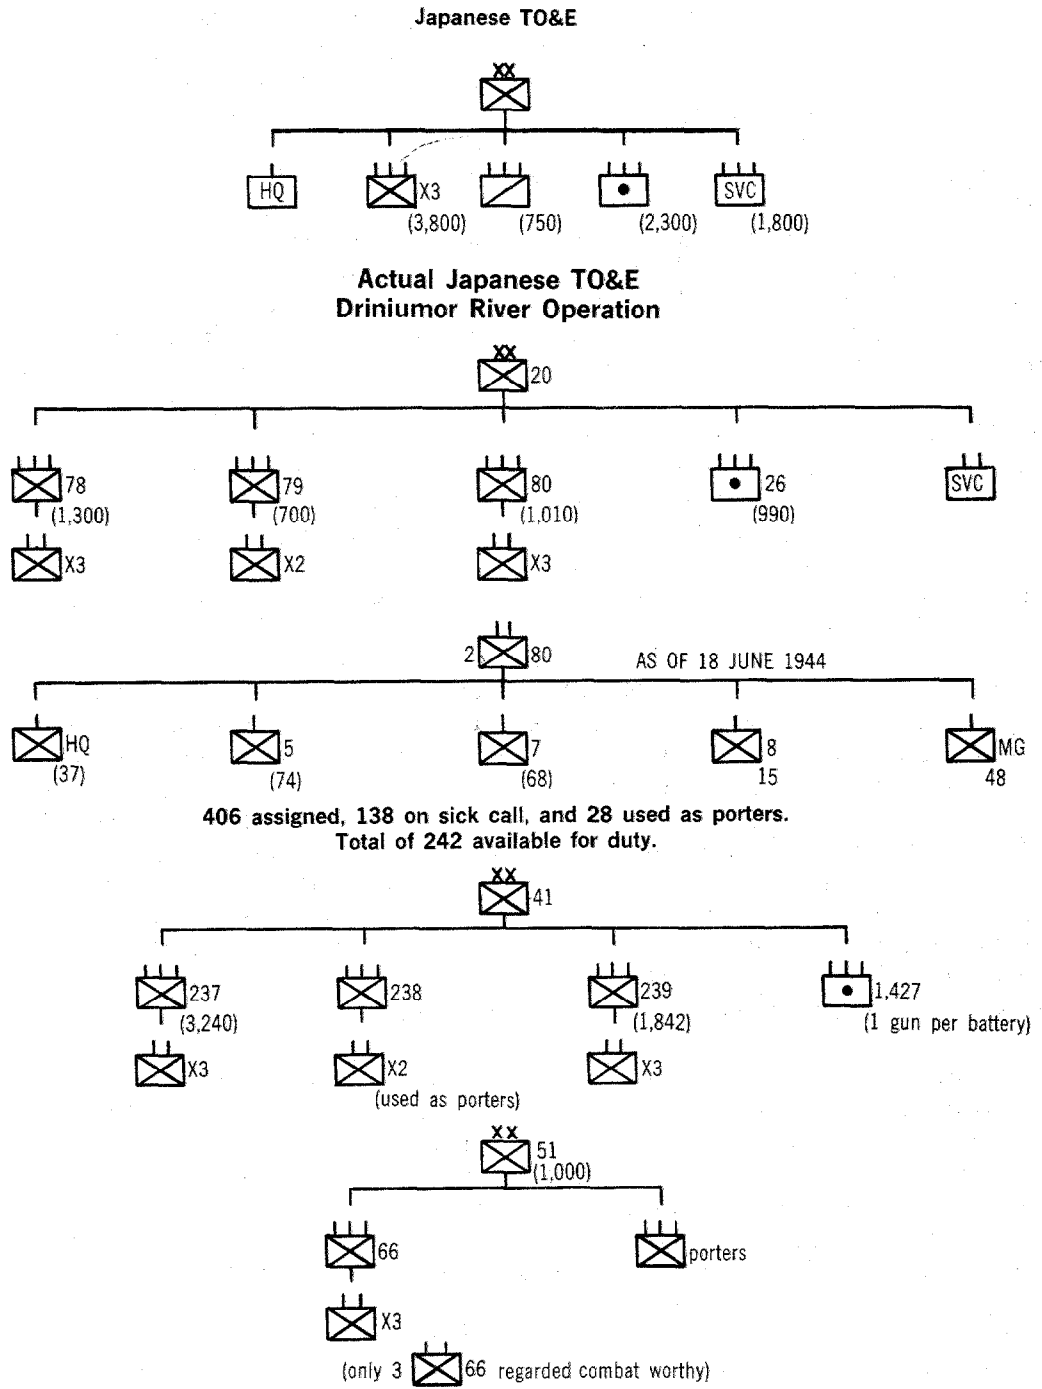 Japanese TO&E
XX
HQ X3 SVC
(3,800) (750) (2,300) (1,800)
Actual Japanese TO&E
Driniumor River Operation
XX
20
78 79 80 26 SVC
(1,300) (700) (1,010) (990)
X3 X2 X3
2 80 AS OF 18 JUNE 1944
HQ 5 7 8 MG
(37) (74) (68) 15 48
406 assigned, 138 on sick call, and 28 used as porters.
Total of 242 available for duty.
XX
41
237 238 239 1,427
(3,240) (1,842) (1 gun per battery)
X3 X2 X3
(used as porters)
XX
51
(1,000)
66 porters
X3
(only 3 66 regarded combat worthy)